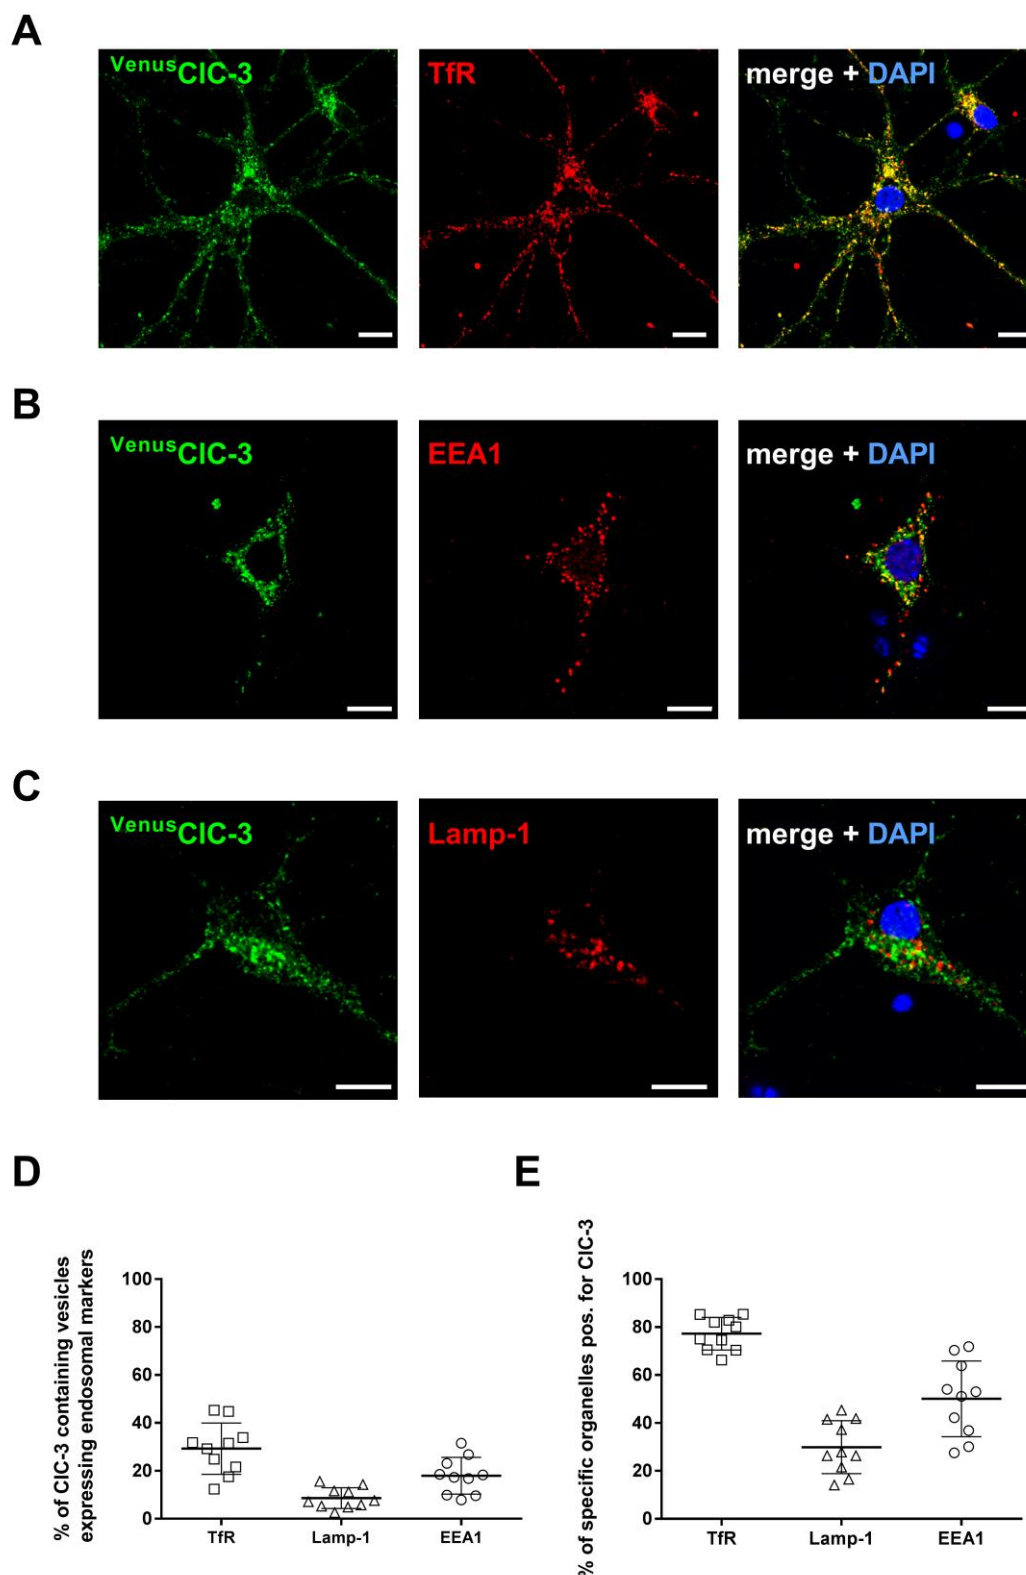 A
VenusClC-3
TfR
merge + DAPI
B
VenusClC-3
EEA1
merge + DAPI
C
VenusClC-3
Lamp-1
merge + DAPI
D
E
% of ClC-3 containing vesicles
expressing endosomal markers
100
80
60
40
20
0
TfR
Lamp-1
EEA1
% of specific organelles pos. for ClC-3
100
80
60
40
20
0
TfR
Lamp-1
EEA1